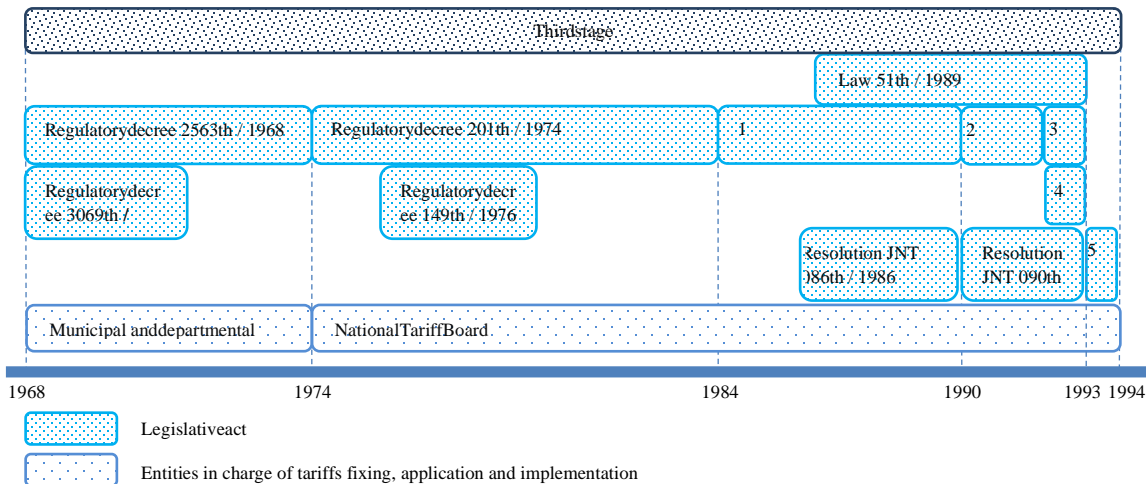 Thirdstage
Law 51th / 1989
Regulatorydecree 2563th / 1968
Regulatorydecree 201th / 1974
1
2
3
Regulatorydecr
ee 3069th /
Regulatorydecr
ee 149th / 1976
4
Resolution JNT
086th / 1986
Resolution
JNT 090th
5
Municipal anddepartmental
NationalTariffBoard
1968
1974
1984
1990
1993
1994
Legislativeact
Entities in charge of tariffs fixing, application and implementation